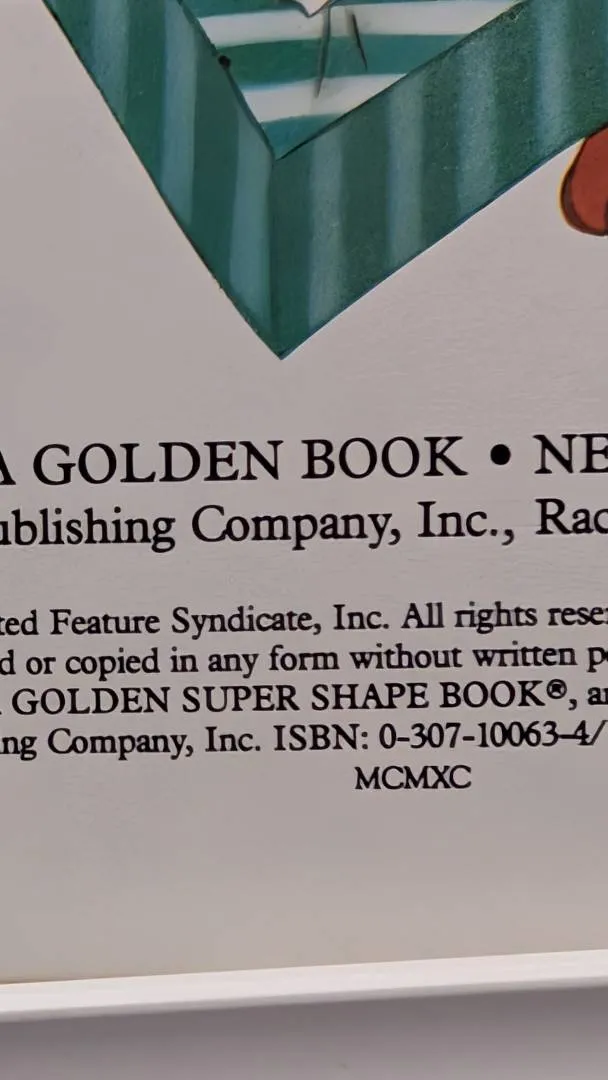 A GOLDEN BOOK • NE
ublishing Company, Inc., Rac
ted Feature Syndicate, Inc. All rights rese
d or copied in any form without written p
GOLDEN SUPER SHAPE BOOK®, a
ng Company, Inc. ISBN: 0-307-10063-4/
MCMXC